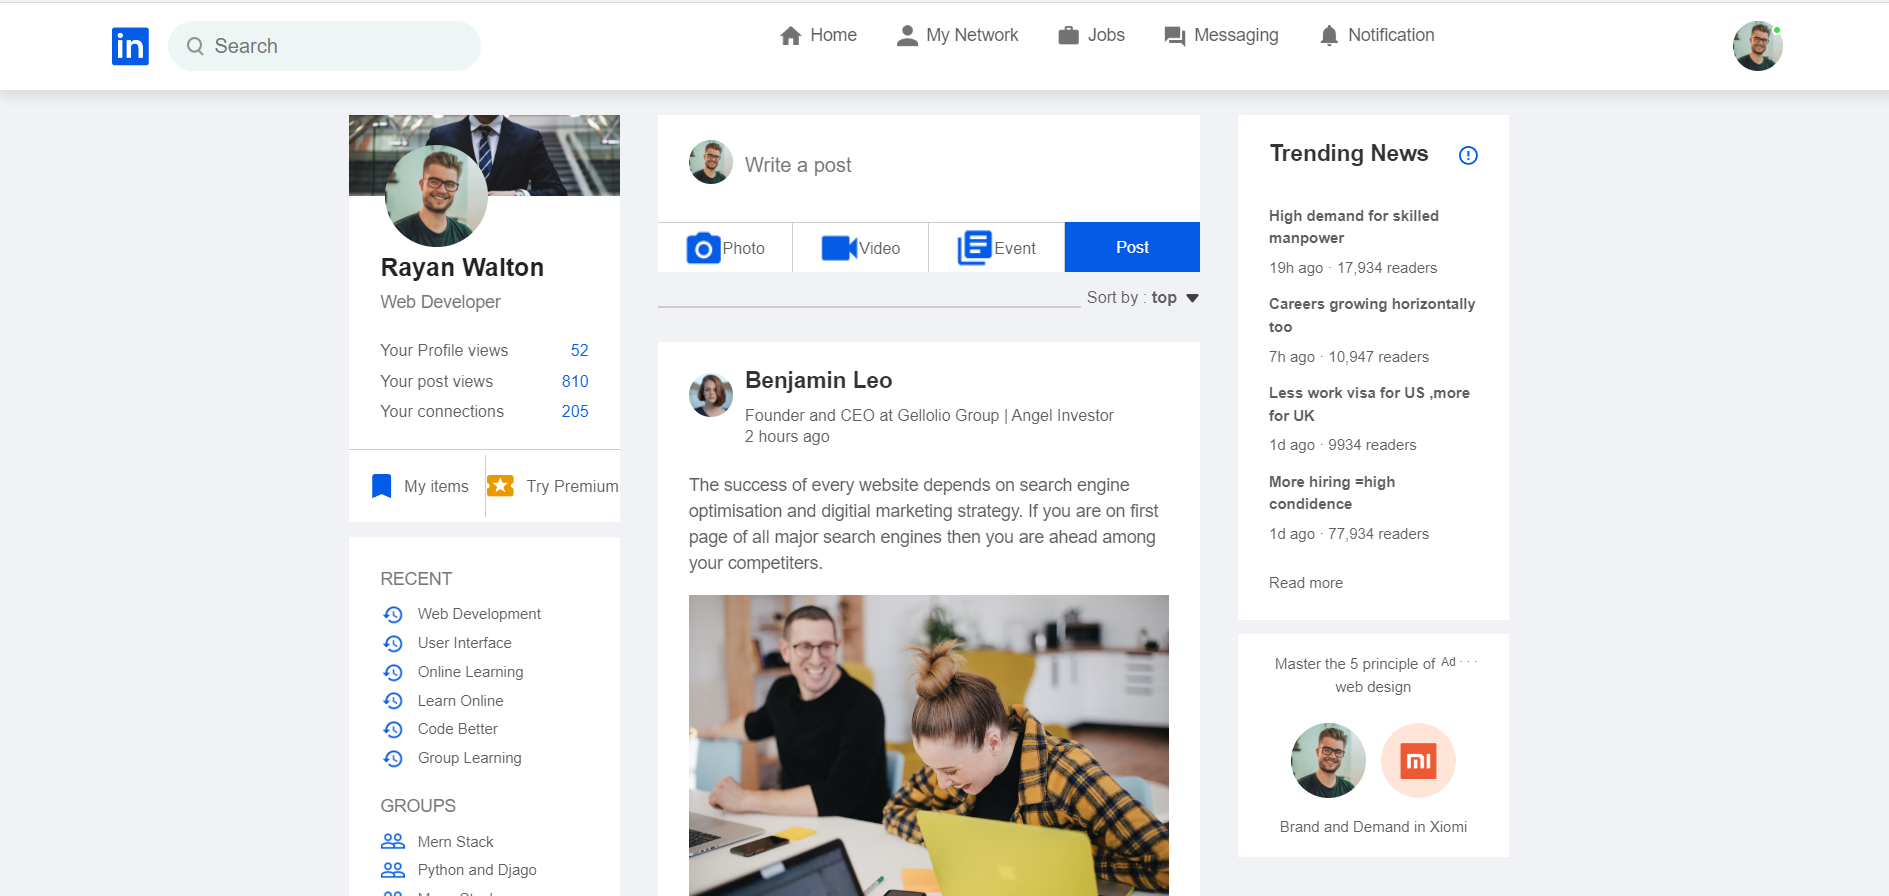 in
Search
Home
My Network
Jobs
Messaging
Notification
Rayan Walton
Web Developer
Your Profile views 52
Your post views 810
Your connections 205
My items
Try Premium
RECENT
Web Development
User Interface
Online Learning
Learn Online
Code Better
Group Learning
GROUPS
Mern Stack
Python and Djago
Write a post
Photo
Video
Event
Post
Sort by : top
Benjamin Leo
Founder and CEO at Gellolio Group | Angel Investor
2 hours ago
The success of every website depends on search engine
optimisation and digitial marketing strategy. If you are on first
page of all major search engines then you are ahead among
your competiters.
Trending News
High demand for skilled
manpower
19h ago · 17,934 readers
Careers growing horizontally
too
7h ago · 10,947 readers
Less work visa for US ,more
for UK
1d ago · 9934 readers
More hiring =high
condidence
1d ago · 77,934 readers
Read more
Master the 5 principle of Ad · · ·
web design
mi
Brand and Demand in Xiomi